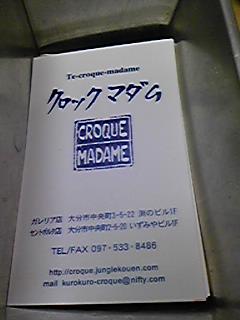 Te-croque-madame
クロック マダム
CROQUE
MADAME
ガレリア店 大分市中央町3-5-22 渕のビル1F
セントポルタ店 大分市中央町2-5-20 いずみやビル1F
TEL/FAX 097-533-8486
http://croque.junglekouen.com
mail kurokuro-croque@nifty.com